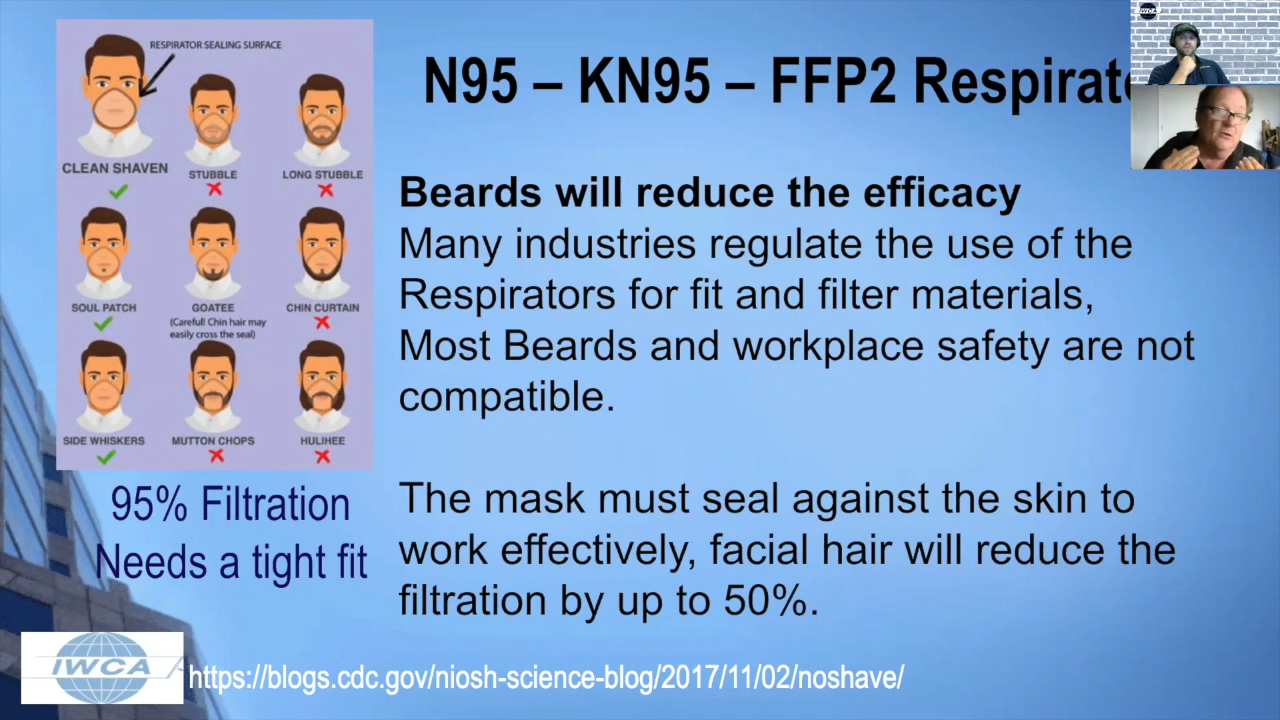 RESPIRATOR SEALING SURFACE
CLEAN SHAVEN
STUBBLE
LONG STUBBLE
SOUL PATCH
GOATEE
CHIN CURTAIN
(Careful! Chin hair may
easily cross the seal)
SIDE WHISKERS
MUTTON CHOPS
HULIHEE
95% Filtration
Needs a tight fit
N95 – KN95 – FFP2 Respirato
Beards will reduce the efficacy
Many industries regulate the use of the
Respirators for fit and filter materials,
Most Beards and workplace safety are not
compatible.
The mask must seal against the skin to
work effectively, facial hair will reduce the
filtration by up to 50%.
IWCA
https://blogs.cdc.gov/niosh-science-blog/2017/11/02/noshave/
IWCA